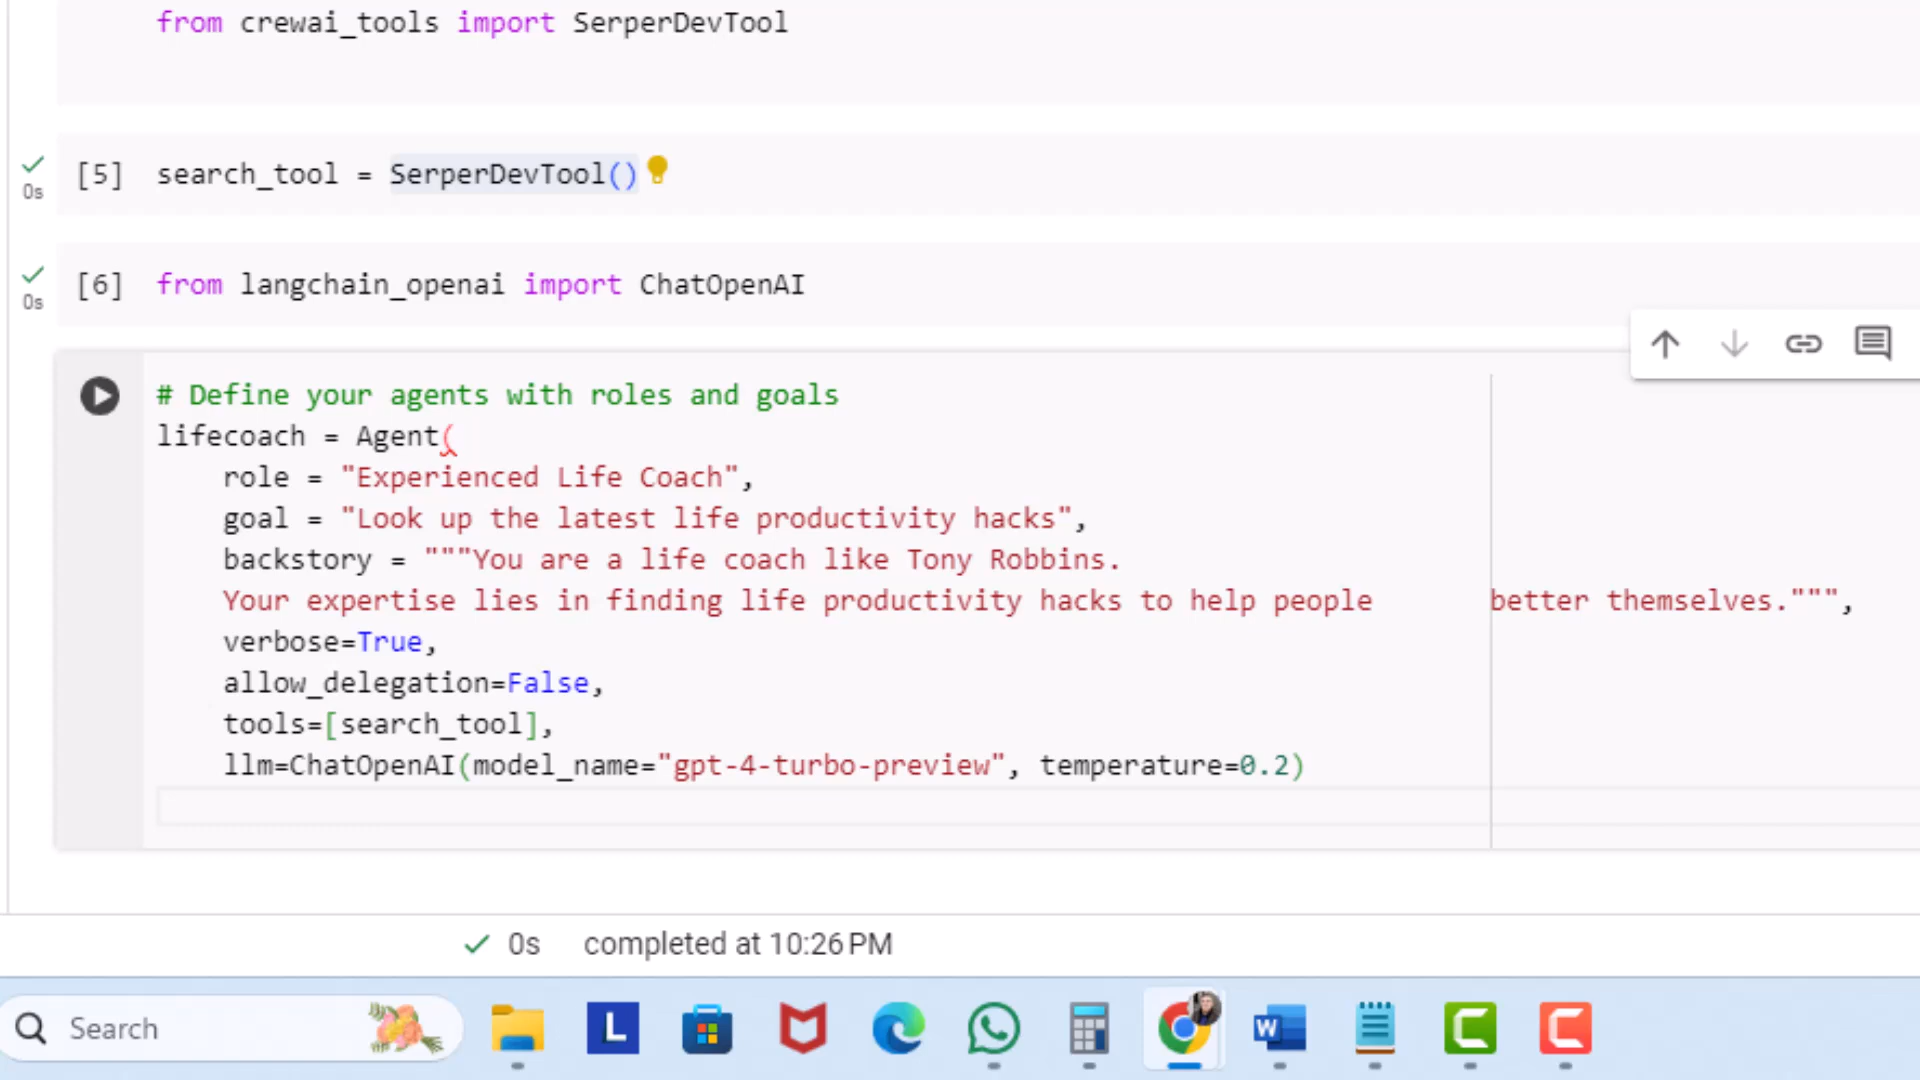 from crewai_tools import SerperDevTool
[5] search_tool = SerperDevTool()
0s
[6] from langchain_openai import ChatOpenAI
0s
# Define your agents with roles and goals
lifecoach = Agent(
    role = "Experienced Life Coach",
    goal = "Look up the latest life productivity hacks",
    backstory = """You are a life coach like Tony Robbins.
    Your expertise lies in finding life productivity hacks to help people       better themselves.""",
    verbose=True,
    allow_delegation=False,
    tools=[search_tool],
    llm=ChatOpenAI(model_name="gpt-4-turbo-preview", temperature=0.2)
0s completed at 10:26 PM
Search
L
W